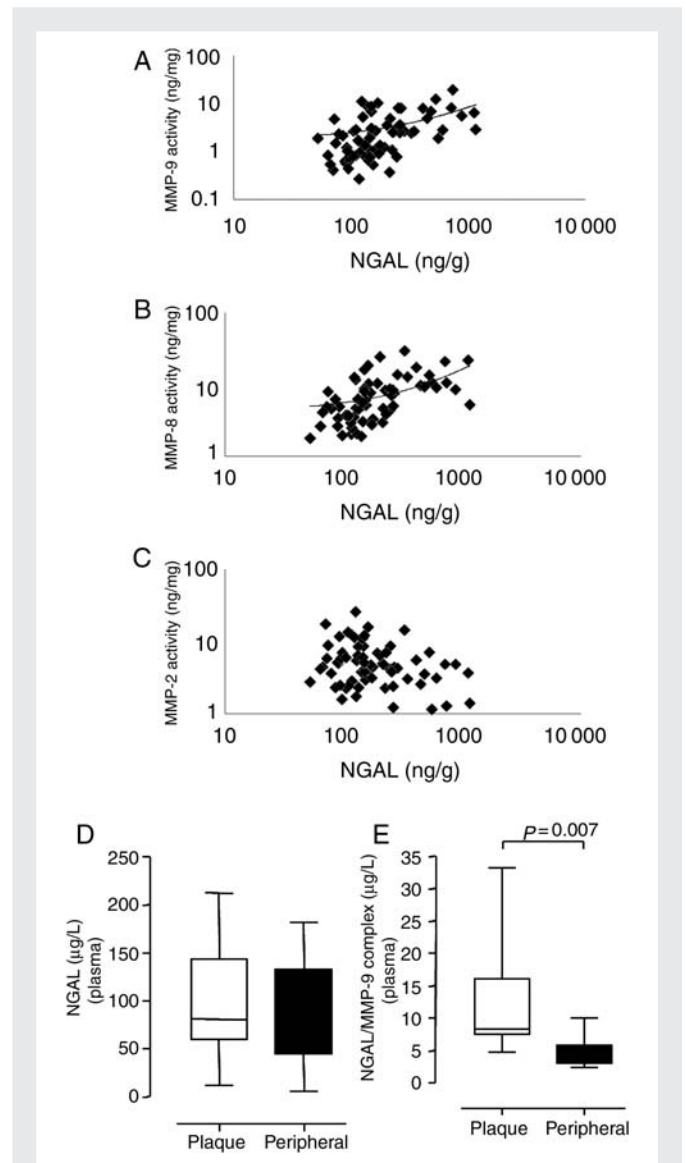 A
MMP-9 activity (ng/mg)
100
10
1
0.1
10 100 1000 10 000
NGAL (ng/g)
B
MMP-8 activity (ng/mg)
100
10
1
10 100 1000 10 000
NGAL (ng/g)
C
MMP-2 activity (ng/mg)
100
10
1
10 100 1000 10 000
NGAL (ng/g)
D
NGAL (µg/L)
(plasma)
250
200
150
100
50
0
Plaque Peripheral
E
P=0.007
NGAL/MMP-9 complex (µg/L)
(plasma)
35
30
25
20
15
10
5
0
Plaque Peripheral